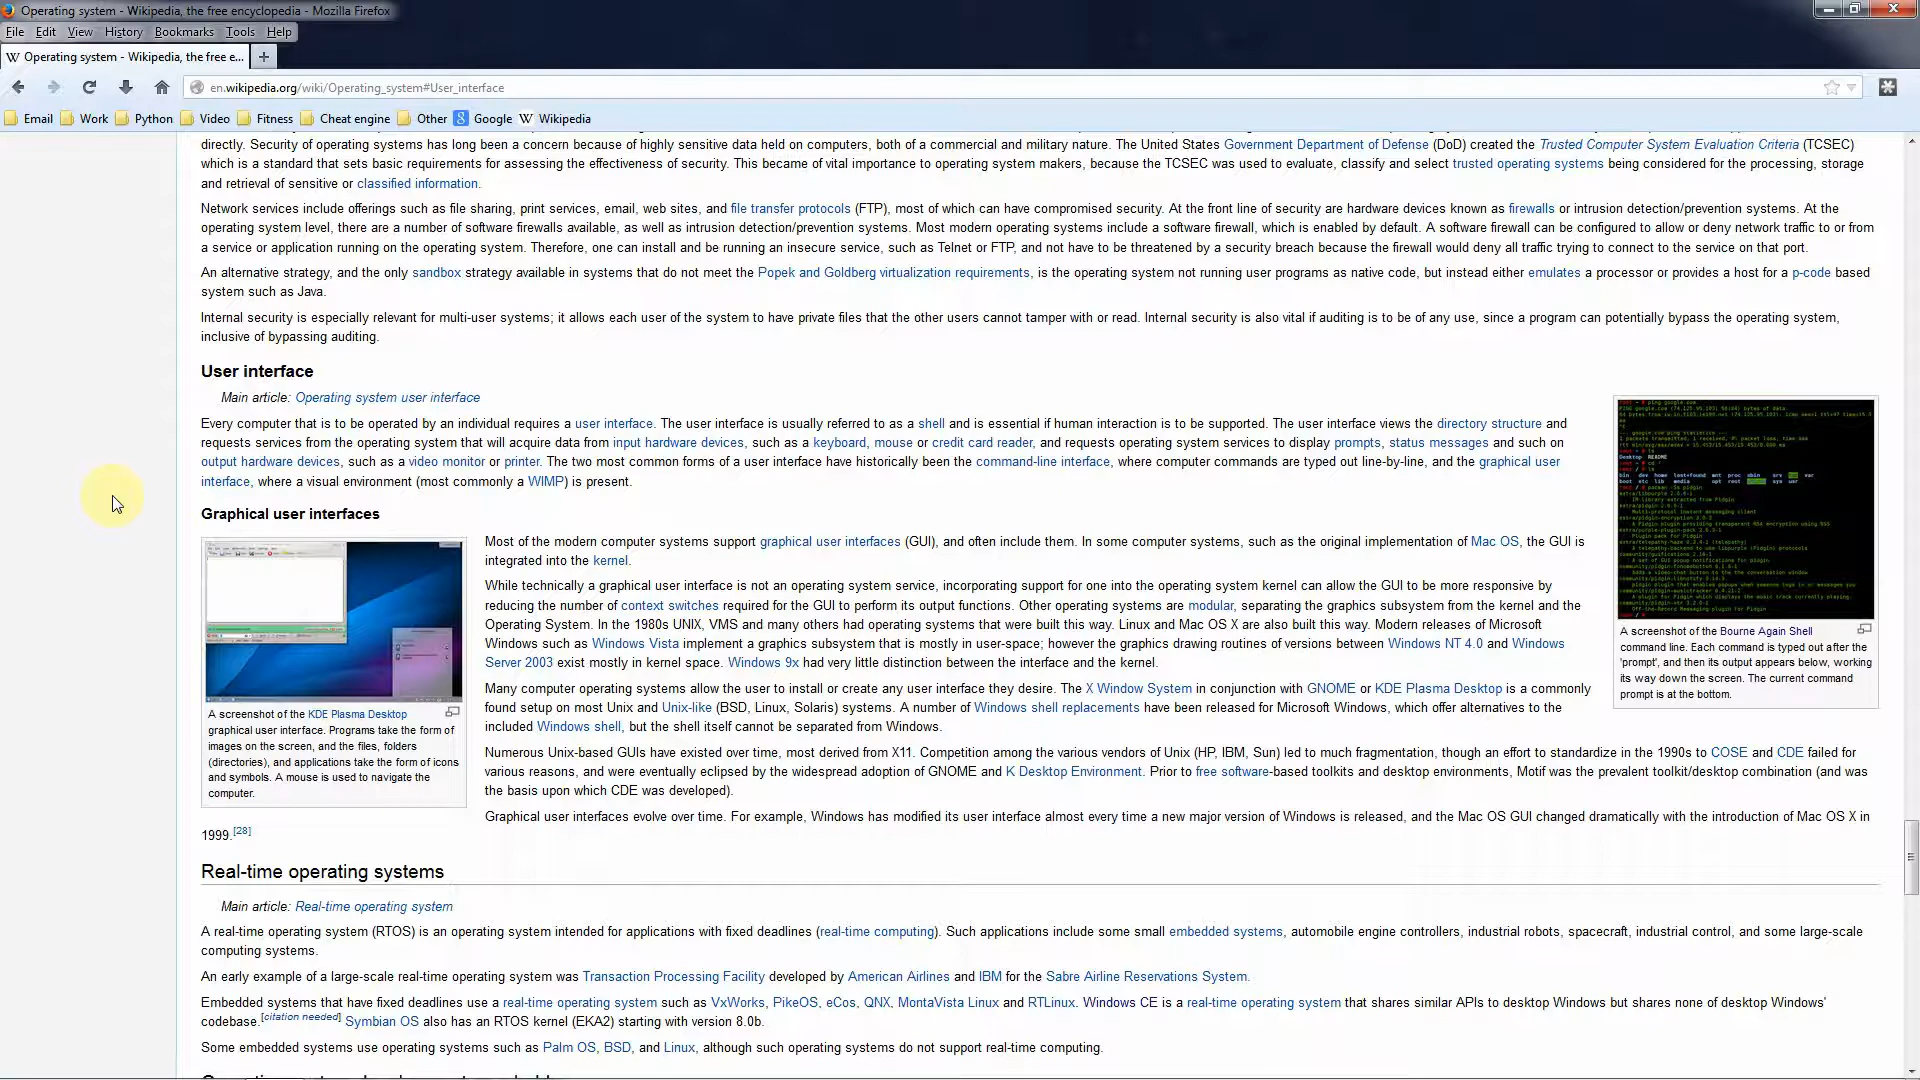 Operating system - Wikipedia, the free encyclopedia - Mozilla Firefox
File Edit View History Bookmarks Tools Help
Operating system - Wikipedia, the free e...
en.wikipedia.org/wiki/Operating_system#User_interface
Email Work Python Video Fitness Cheat engine Other Google Wikipedia
directly. Security of operating systems has long been a concern because of highly sensitive data held on computers, both of a commercial and military nature. The United States Government Department of Defense (DoD) created the Trusted Computer System Evaluation Criteria (TCSEC)
which is a standard that sets basic requirements for assessing the effectiveness of security. This became of vital importance to operating system makers, because the TCSEC was used to evaluate, classify and select trusted operating systems being considered for the processing, storage
and retrieval of sensitive or classified information.
Network services include offerings such as file sharing, print services, email, web sites, and file transfer protocols (FTP), most of which can have compromised security. At the front line of security are hardware devices known as firewalls or intrusion detection/prevention systems. At the
operating system level, there are a number of software firewalls available, as well as intrusion detection/prevention systems. Most modern operating systems include a software firewall, which is enabled by default. A software firewall can be configured to allow or deny network traffic to or from
a service or application running on the operating system. Therefore, one can install and be running an insecure service, such as Telnet or FTP, and not have to be threatened by a security breach because the firewall would deny all traffic trying to connect to the service on that port.
An alternative strategy, and the only sandbox strategy available in systems that do not meet the Popek and Goldberg virtualization requirements, is the operating system not running user programs as native code, but instead either emulates a processor or provides a host for a p-code based
system such as Java.
Internal security is especially relevant for multi-user systems; it allows each user of the system to have private files that the other users cannot tamper with or read. Internal security is also vital if auditing is to be of any use, since a program can potentially bypass the operating system,
inclusive of bypassing auditing.
User interface
Main article: Operating system user interface
Every computer that is to be operated by an individual requires a user interface. The user interface is usually referred to as a shell and is essential if human interaction is to be supported. The user interface views the directory structure and
requests services from the operating system that will acquire data from input hardware devices, such as a keyboard, mouse or credit card reader, and requests operating system services to display prompts, status messages and such on
output hardware devices, such as a video monitor or printer. The two most common forms of a user interface have historically been the command-line interface, where computer commands are typed out line-by-line, and the graphical user
interface, where a visual environment (most commonly a WIMP) is present.
A screenshot of the Bourne Again Shell
command line. Each command is typed out after the
'prompt', and then its output appears below, working
its way down the screen. The current command
prompt is at the bottom.
Graphical user interfaces
A screenshot of the KDE Plasma Desktop
graphical user interface. Programs take the form of
images on the screen, and the files, folders
(directories), and applications take the form of icons
and symbols. A mouse is used to navigate the
computer.
Most of the modern computer systems support graphical user interfaces (GUI), and often include them. In some computer systems, such as the original implementation of Mac OS, the GUI is
integrated into the kernel.
While technically a graphical user interface is not an operating system service, incorporating support for one into the operating system kernel can allow the GUI to be more responsive by
reducing the number of context switches required for the GUI to perform its output functions. Other operating systems are modular, separating the graphics subsystem from the kernel and the
Operating System. In the 1980s UNIX, VMS and many others had operating systems that were built this way. Linux and Mac OS X are also built this way. Modern releases of Microsoft
Windows such as Windows Vista implement a graphics subsystem that is mostly in user-space; however the graphics drawing routines of versions between Windows NT 4.0 and Windows
Server 2003 exist mostly in kernel space. Windows 9x had very little distinction between the interface and the kernel.
Many computer operating systems allow the user to install or create any user interface they desire. The X Window System in conjunction with GNOME or KDE Plasma Desktop is a commonly
found setup on most Unix and Unix-like (BSD, Linux, Solaris) systems. A number of Windows shell replacements have been released for Microsoft Windows, which offer alternatives to the
included Windows shell, but the shell itself cannot be separated from Windows.
Numerous Unix-based GUIs have existed over time, most derived from X11. Competition among the various vendors of Unix (HP, IBM, Sun) led to much fragmentation, though an effort to standardize in the 1990s to COSE and CDE failed for
various reasons, and were eventually eclipsed by the widespread adoption of GNOME and K Desktop Environment. Prior to free software-based toolkits and desktop environments, Motif was the prevalent toolkit/desktop combination (and was
the basis upon which CDE was developed).
Graphical user interfaces evolve over time. For example, Windows has modified its user interface almost every time a new major version of Windows is released, and the Mac OS GUI changed dramatically with the introduction of Mac OS X in
1999.[28]
Real-time operating systems
Main article: Real-time operating system
A real-time operating system (RTOS) is an operating system intended for applications with fixed deadlines (real-time computing). Such applications include some small embedded systems, automobile engine controllers, industrial robots, spacecraft, industrial control, and some large-scale
computing systems.
An early example of a large-scale real-time operating system was Transaction Processing Facility developed by American Airlines and IBM for the Sabre Airline Reservations System.
Embedded systems that have fixed deadlines use a real-time operating system such as VxWorks, PikeOS, eCos, QNX, MontaVista Linux and RTLinux. Windows CE is a real-time operating system that shares similar APIs to desktop Windows but shares none of desktop Windows'
codebase.[citation needed] Symbian OS also has an RTOS kernel (EKA2) starting with version 8.0b.
Some embedded systems use operating systems such as Palm OS, BSD, and Linux, although such operating systems do not support real-time computing.